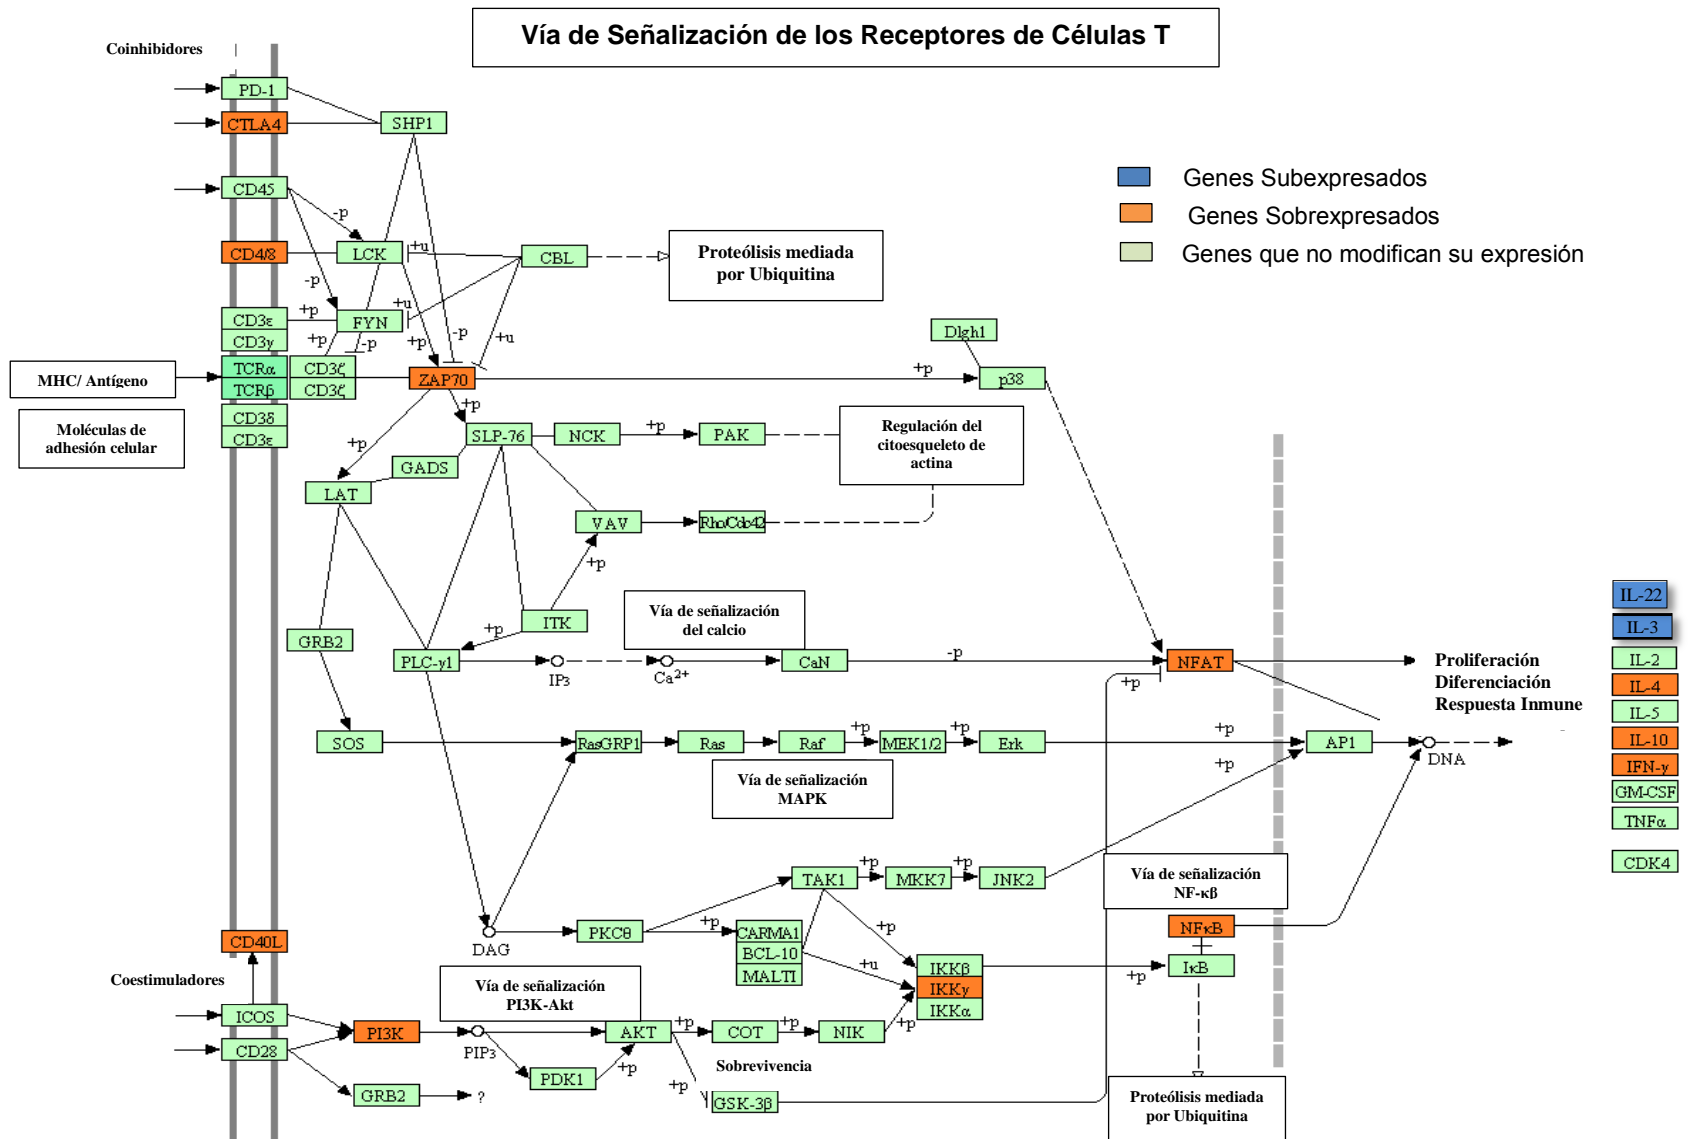 Vía de Señalización de los Receptores de Células T
Coinhibidores
PD-1
CTLA4
SHP1
CD45
-p
Genes Subexpresados
Genes Sobrexpresados
Genes que no modifican su expresión
CD4/8
LCK
+u
CBL
Proteólisis mediada
por Ubiquitina
-p
CD3ε
+p
FYN
+u
CD3γ
+p
-p
+p
-p
+u
Dlgh1
MHC/ Antígeno
TCRα
CD3ζ
TCRβ
CD3ζ
ZAP70
+p
p38
CD3δ
CD3ε
Moléculas de
adhesión celular
+p
+p
SLP-76
NCK
+p
PAK
Regulación del
citoesqueleto de
actina
GADS
LAT
VAV
Rho/Cdc42
+p
ITK
Vía de señalización
del calcio
GRB2
+p
PLC-γ1
IP3
Ca2+
CaN
-p
NFAT
+p
Proliferación
Diferenciación
Respuesta Inmune
IL-22
IL-3
IL-2
IL-4
IL-5
IL-10
IFN-γ
GM-CSF
TNFα
CDK4
SOS
RasGRP1
Ras
Raf
+p
MEK1/2
+p
Erk
+p
AP1
DNA
+p
Vía de señalización
MAPK
TAK1
+p
MKK7
+p
JNK2
Vía de señalización
NF-κβ
DAG
PKCθ
+p
CARMA1
BCL-10
MALTI
+p
+u
NFκB
IκB
+p
IKKβ
IKKγ
IKKα
CD40L
Coestimuladores
ICOS
CD28
PI3K
PIP3
Vía de señalización
PI3K-Akt
AKT
+p
COT
+p
NIK
+p
PDK1
+p
+p
Sobrevivencia
GRB2
?
GSK-3β
Proteólisis mediada
por Ubiquitina